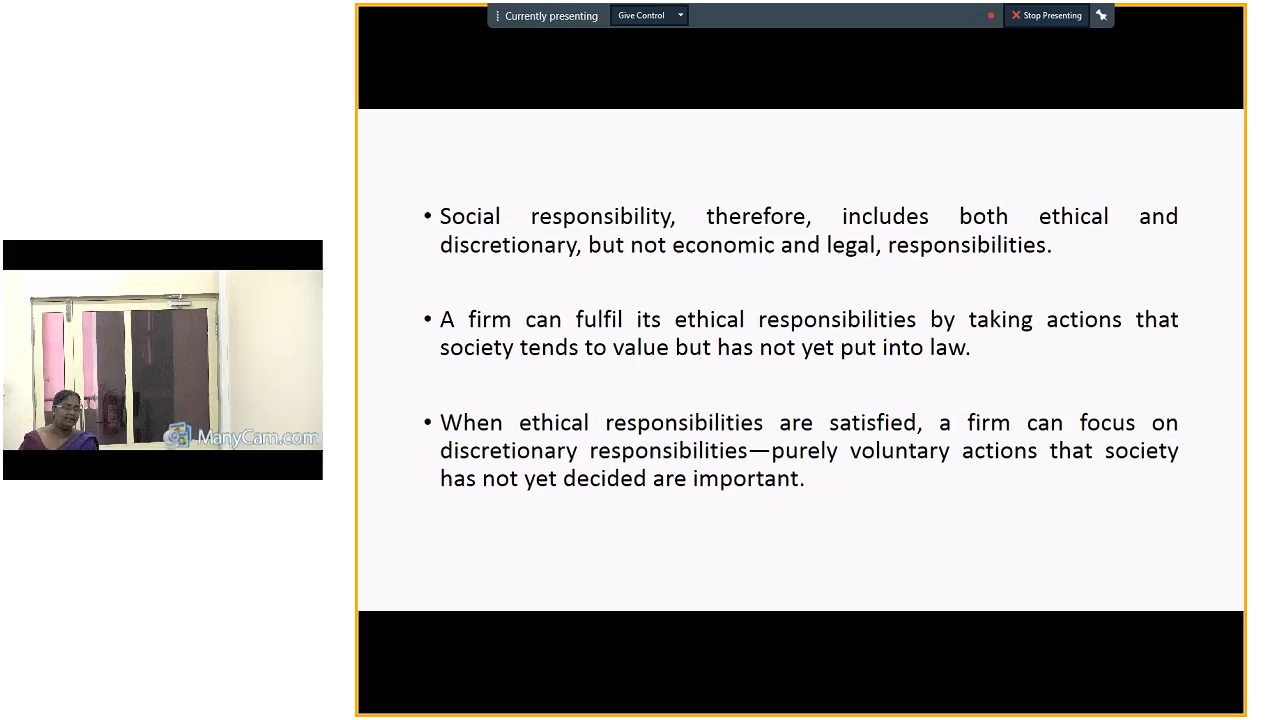 Currently presenting
Give Control
Stop Presenting
• Social responsibility, therefore, includes both ethical and
discretionary, but not economic and legal, responsibilities.
• A firm can fulfil its ethical responsibilities by taking actions that
society tends to value but has not yet put into law.
• When ethical responsibilities are satisfied, a firm can focus on
discretionary responsibilities—purely voluntary actions that society
has not yet decided are important.
ManyCam.com